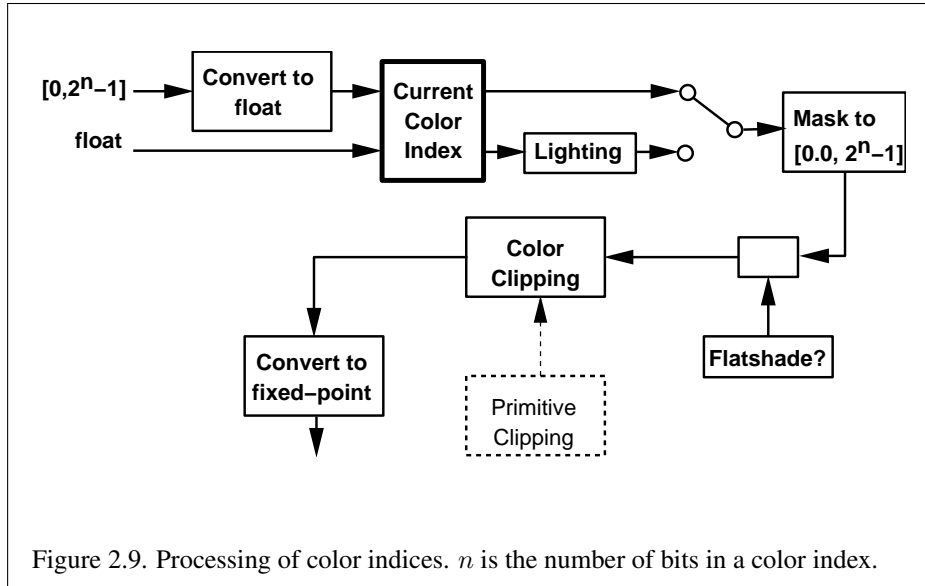 [0,2ⁿ−1]
float
Convert to
float
Current
Color
Index
Lighting
Mask to
[0.0, 2ⁿ−1]
Color
Clipping
Flatshade?
Convert to
fixed−point
Primitive
Clipping
Figure 2.9. Processing of color indices. n is the number of bits in a color index.